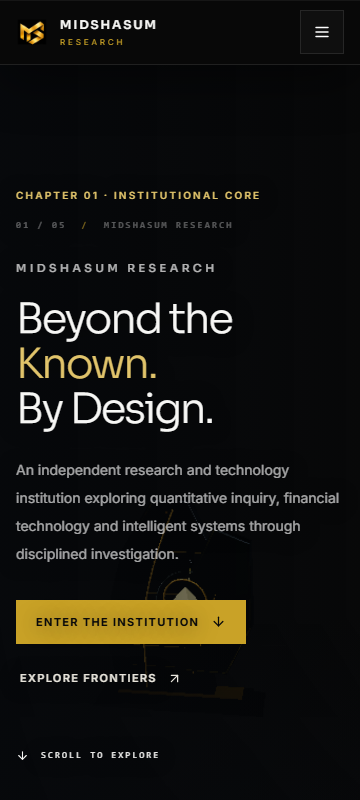 MIDSHASUM
RESEARCH
CHAPTER 01 · INSTITUTIONAL CORE
01 / 05 / MIDSHASUM RESEARCH
MIDSHASUM RESEARCH
Beyond the
Known.
By Design.
An independent research and technology
institution exploring quantitative inquiry, financial
technology and intelligent systems through
disciplined investigation.
ENTER THE INSTITUTION ↓
EXPLORE FRONTIERS ↗
↓ SCROLL TO EXPLORE